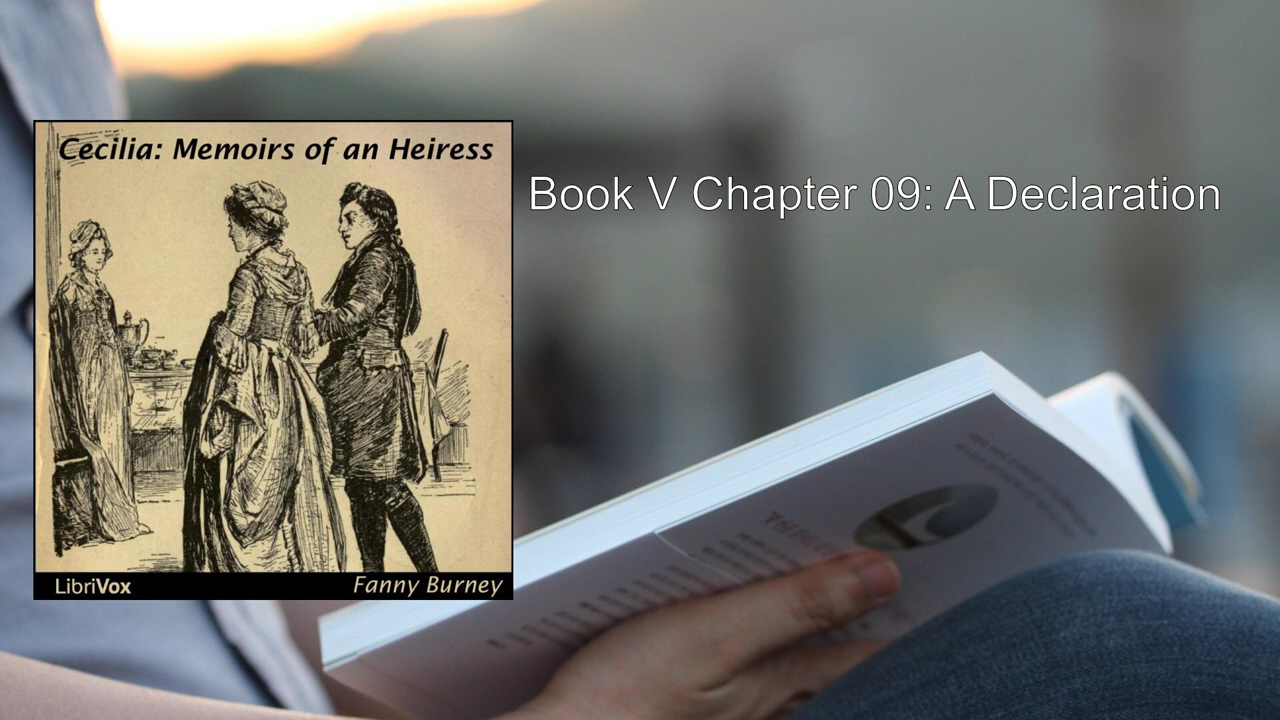 Cecilia: Memoirs of an Heiress
Book V Chapter 09: A Declaration
LibriVox
Fanny Burney